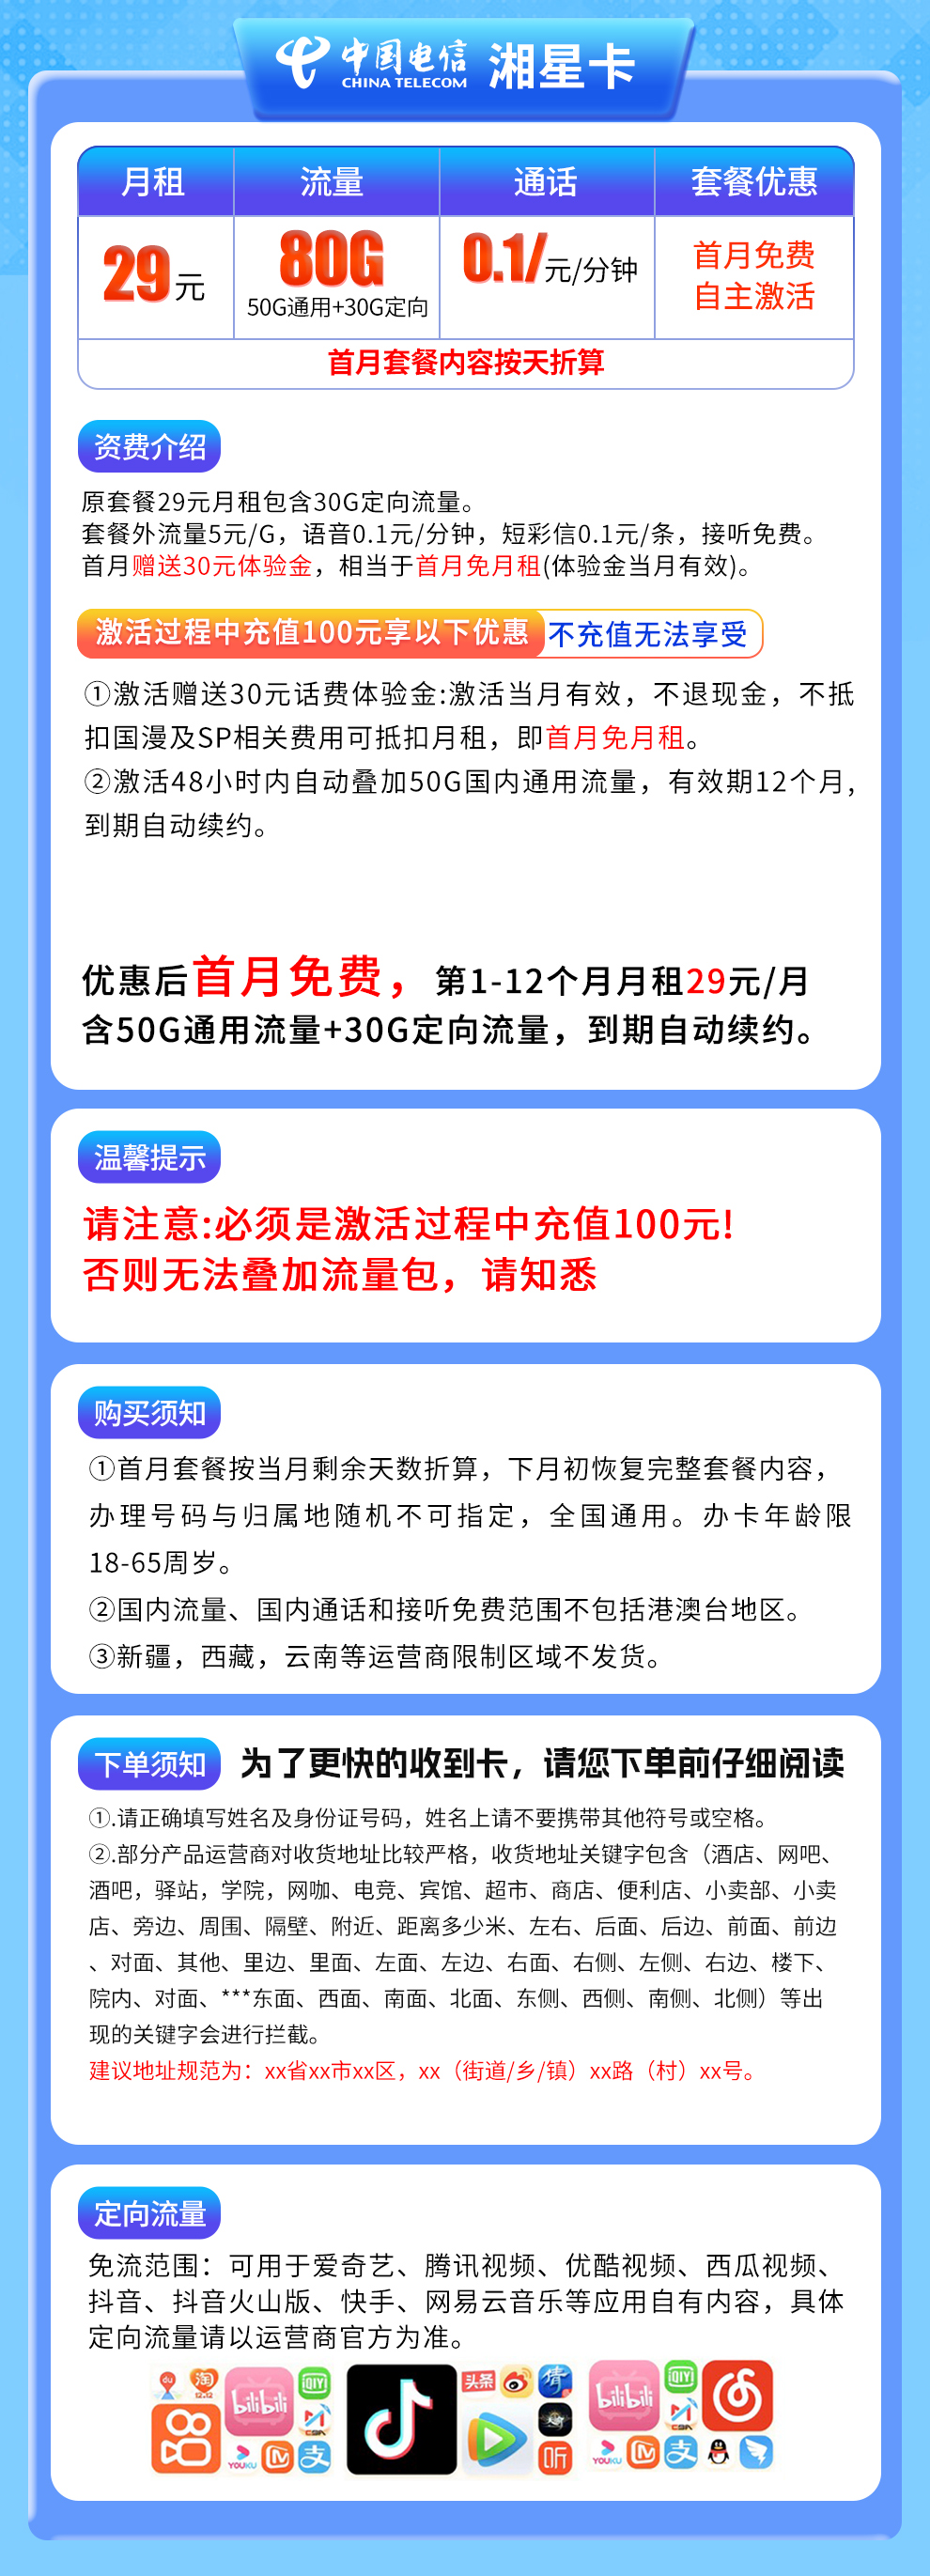 中国电信
CHINA TELECOM
湘星卡
月租 流量 通话 套餐优惠
29元
80G
50G通用+30G定向
0.1/元/分钟
首月免费
自主激活
首月套餐内容按天折算
资费介绍
原套餐29元月租包含30G定向流量。
套餐外流量5元/G，语音0.1元/分钟，短彩信0.1元/条，接听免费。
首月赠送30元体验金，相当于首月免月租(体验金当月有效)。
激活过程中充值100元享以下优惠 不充值无法享受
①激活赠送30元话费体验金:激活当月有效，不退现金，不抵
扣国漫及SP相关费用可抵扣月租，即首月免月租。
②激活48小时内自动叠加50G国内通用流量，有效期12个月,
到期自动续约。
优惠后首月免费，第1-12个月月租29元/月
含50G通用流量+30G定向流量，到期自动续约。
温馨提示
请注意:必须是激活过程中充值100元!
否则无法叠加流量包，请知悉
购买须知
①首月套餐按当月剩余天数折算，下月初恢复完整套餐内容，
办理号码与归属地随机不可指定，全国通用。办卡年龄限
18-65周岁。
②国内流量、国内通话和接听免费范围不包括港澳台地区。
③新疆，西藏，云南等运营商限制区域不发货。
下单须知 为了更快的收到卡，请您下单前仔细阅读
①.请正确填写姓名及身份证号码，姓名上请不要携带其他符号或空格。
②.部分产品运营商对收货地址比较严格，收货地址关键字包含（酒店、网吧、
酒吧，驿站，学院，网咖、电竞、宾馆、超市、商店、便利店、小卖部、小卖
店、旁边、周围、隔壁、附近、距离多少米、左右、后面、后边、前面、前边
、对面、其他、里边、里面、左面、左边、右面、右侧、左侧、右边、楼下、
院内、对面、***东面、西面、南面、北面、东侧、西侧、南侧、北侧）等出
现的关键字会进行拦截。
建议地址规范为：xx省xx市xx区，xx（街道/乡/镇）xx路（村）xx号。
定向流量
免流范围：可用于爱奇艺、腾讯视频、优酷视频、西瓜视频、
抖音、抖音火山版、快手、网易云音乐等应用自有内容，具体
定向流量请以运营商官方为准。
du 淘 12.12 bilibili iQIYI 头条 倩 bilibili iQIYI
CBN YOUKU 支 听 CBN YOUKU 支